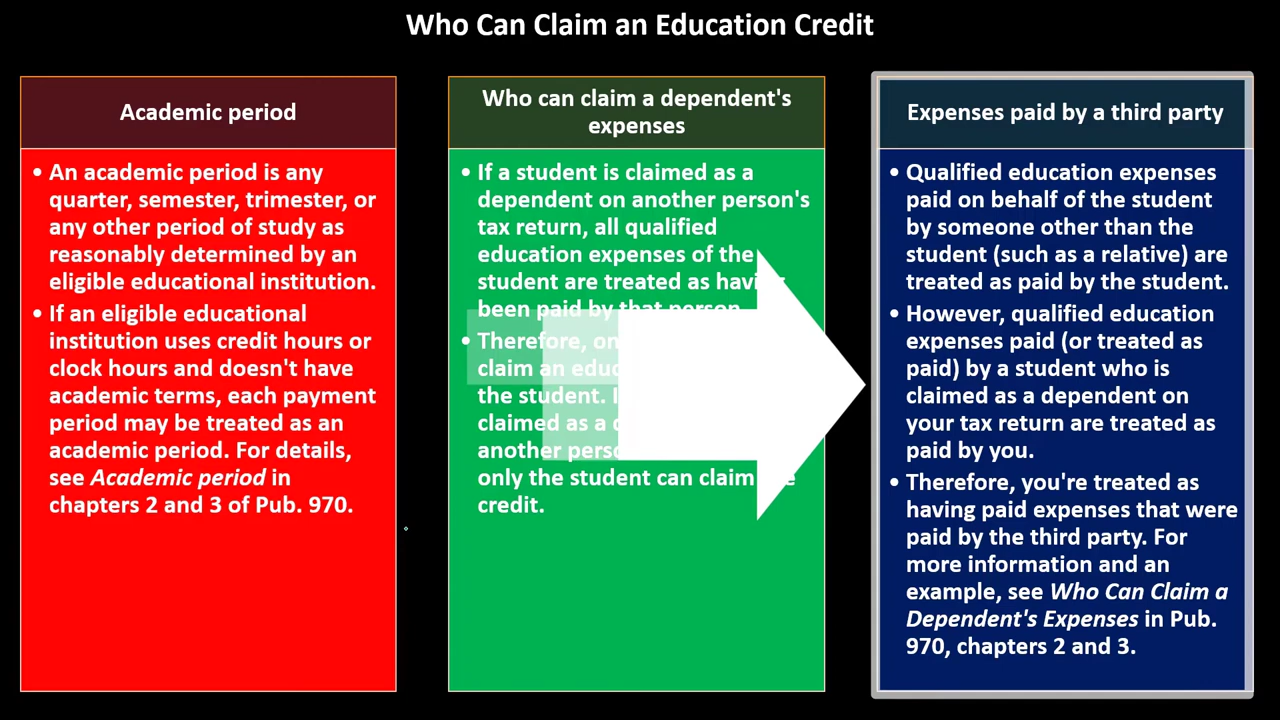 Who Can Claim an Education Credit
Academic period
• An academic period is any
quarter, semester, trimester, or
any other period of study as
reasonably determined by an
eligible educational institution.
• If an eligible educational
institution uses credit hours or
clock hours and doesn't have
academic terms, each payment
period may be treated as an
academic period. For details,
see Academic period in
chapters 2 and 3 of Pub. 970.
Who can claim a dependent's
expenses
• If a student is claimed as a
dependent on another person's
tax return, all qualified
education expenses of the
student are treated as having
been paid by that person.
• Therefore,
claim an
the student.
claimed as a
another
only the student can claim
credit.
Expenses paid by a third party
• Qualified education expenses
paid on behalf of the student
by someone other than the
student (such as a relative) are
treated as paid by the student.
• However, qualified education
expenses paid (or treated as
paid) by a student who is
claimed as a dependent on
your tax return are treated as
paid by you.
• Therefore, you're treated as
having paid expenses that were
paid by the third party. For
more information and an
example, see Who Can Claim a
Dependent's Expenses in Pub.
970, chapters 2 and 3.